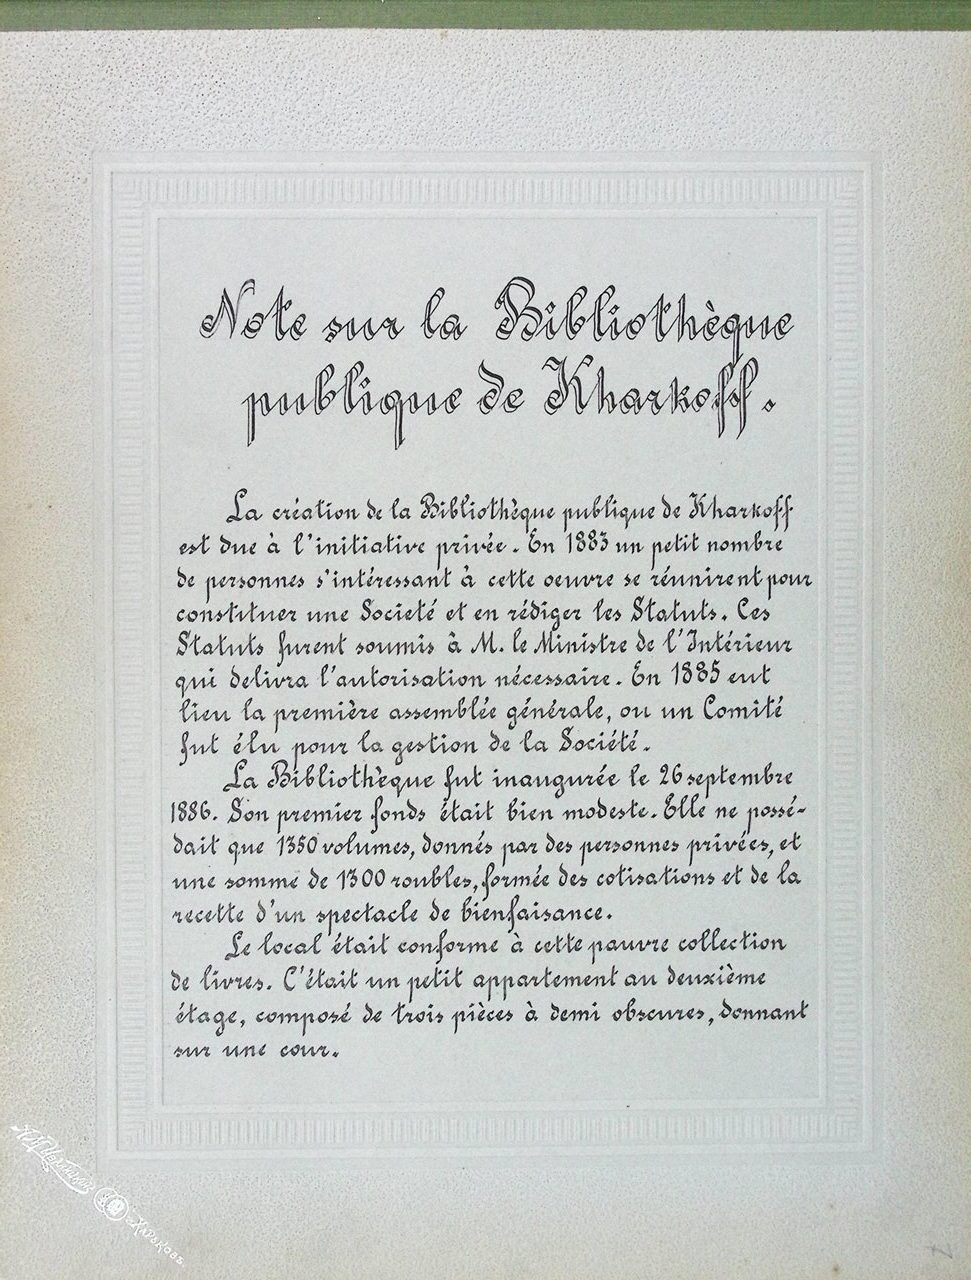 Note sur la Bibliothèque
publique de Kharkoff.
La création de la Bibliothèque publique de Kharkoff
est due à l'initiative privée. En 1883 un petit nombre
de personnes s'intéressant à cette oeuvre se réunirent pour
constituer une Societé et en rédiger les Statuts. Ces
Statuts furent soumis à M. le Ministre de l'Intérieur
qui delivra l'autorisation nécessaire. En 1885 eut
lieu la première assemblée générale, ou un Comité
fut élu pour la gestion de la Société.
La Bibliothèque fut inaugurée le 26 septembre
1886. Son premier fonds était bien modeste. Elle ne possé-
dait que 1350 volumes, donnés par des personnes privées, et
une somme de 1300 roubles, formée des cotisations et de la
recette d'un spectacle de bienfaisance.
Le local était conforme à cette pauvre collection
de livres. C'était un petit appartement au deuxième
étage, composé de trois pièces à demi obscures, donnant
sur une cour.
Харьковъ.